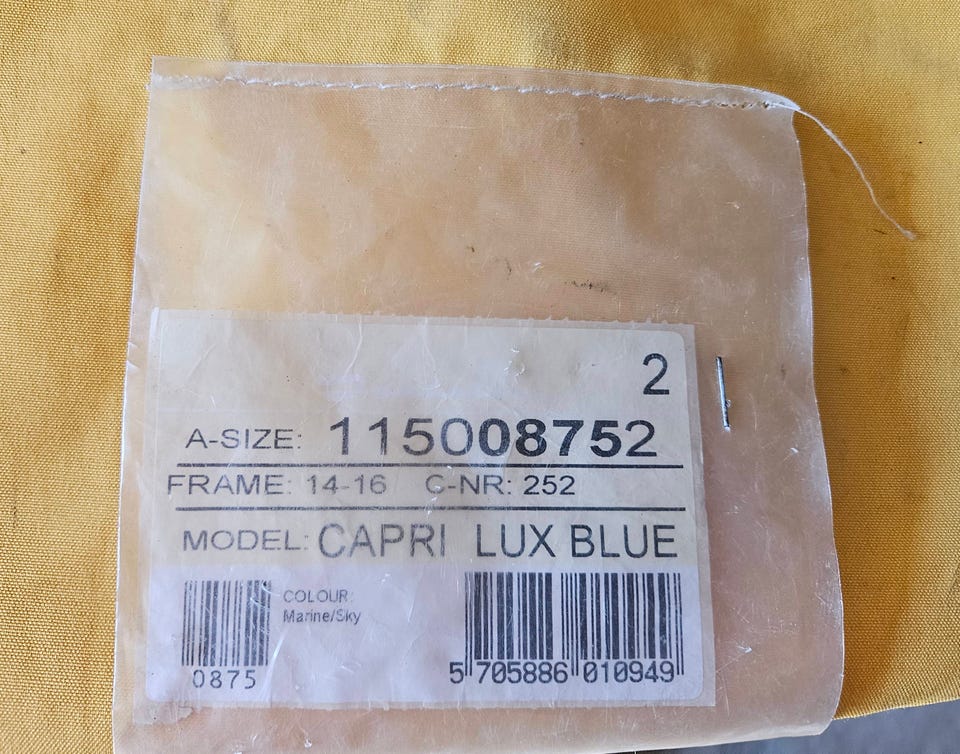 2
A-SIZE: 115008752
FRAME: 14-16 C-NR: 252
MODEL: CAPRI LUX BLUE
COLOUR:
Marine/Sky
0875
5 705886 010949